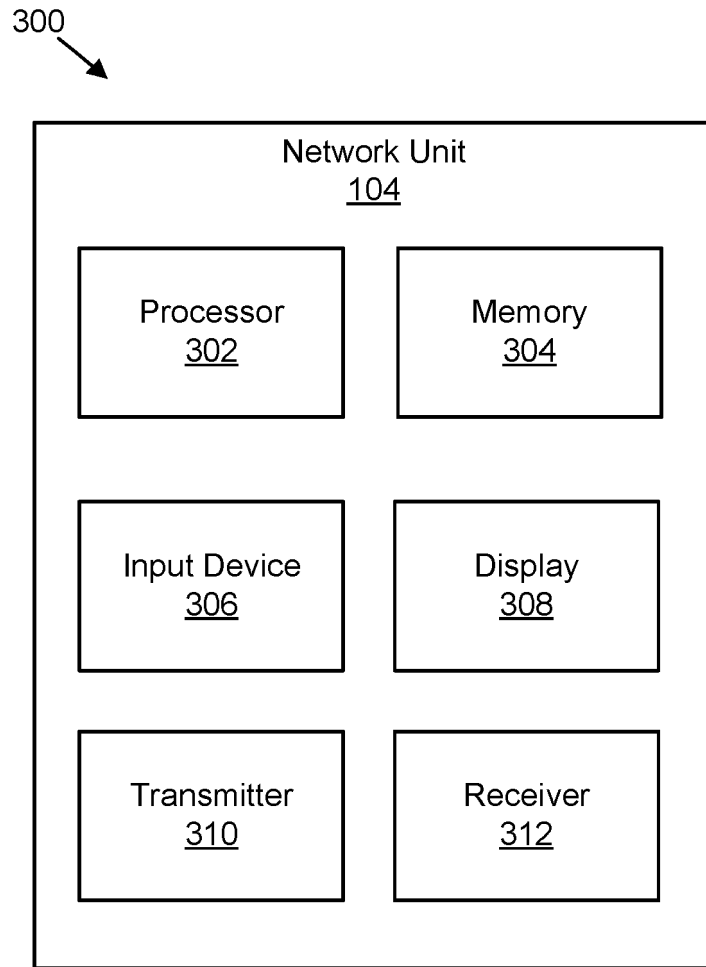 300
Network Unit
104
Processor
302
Memory
304
Input Device
306
Display
308
Transmitter
310
Receiver
312